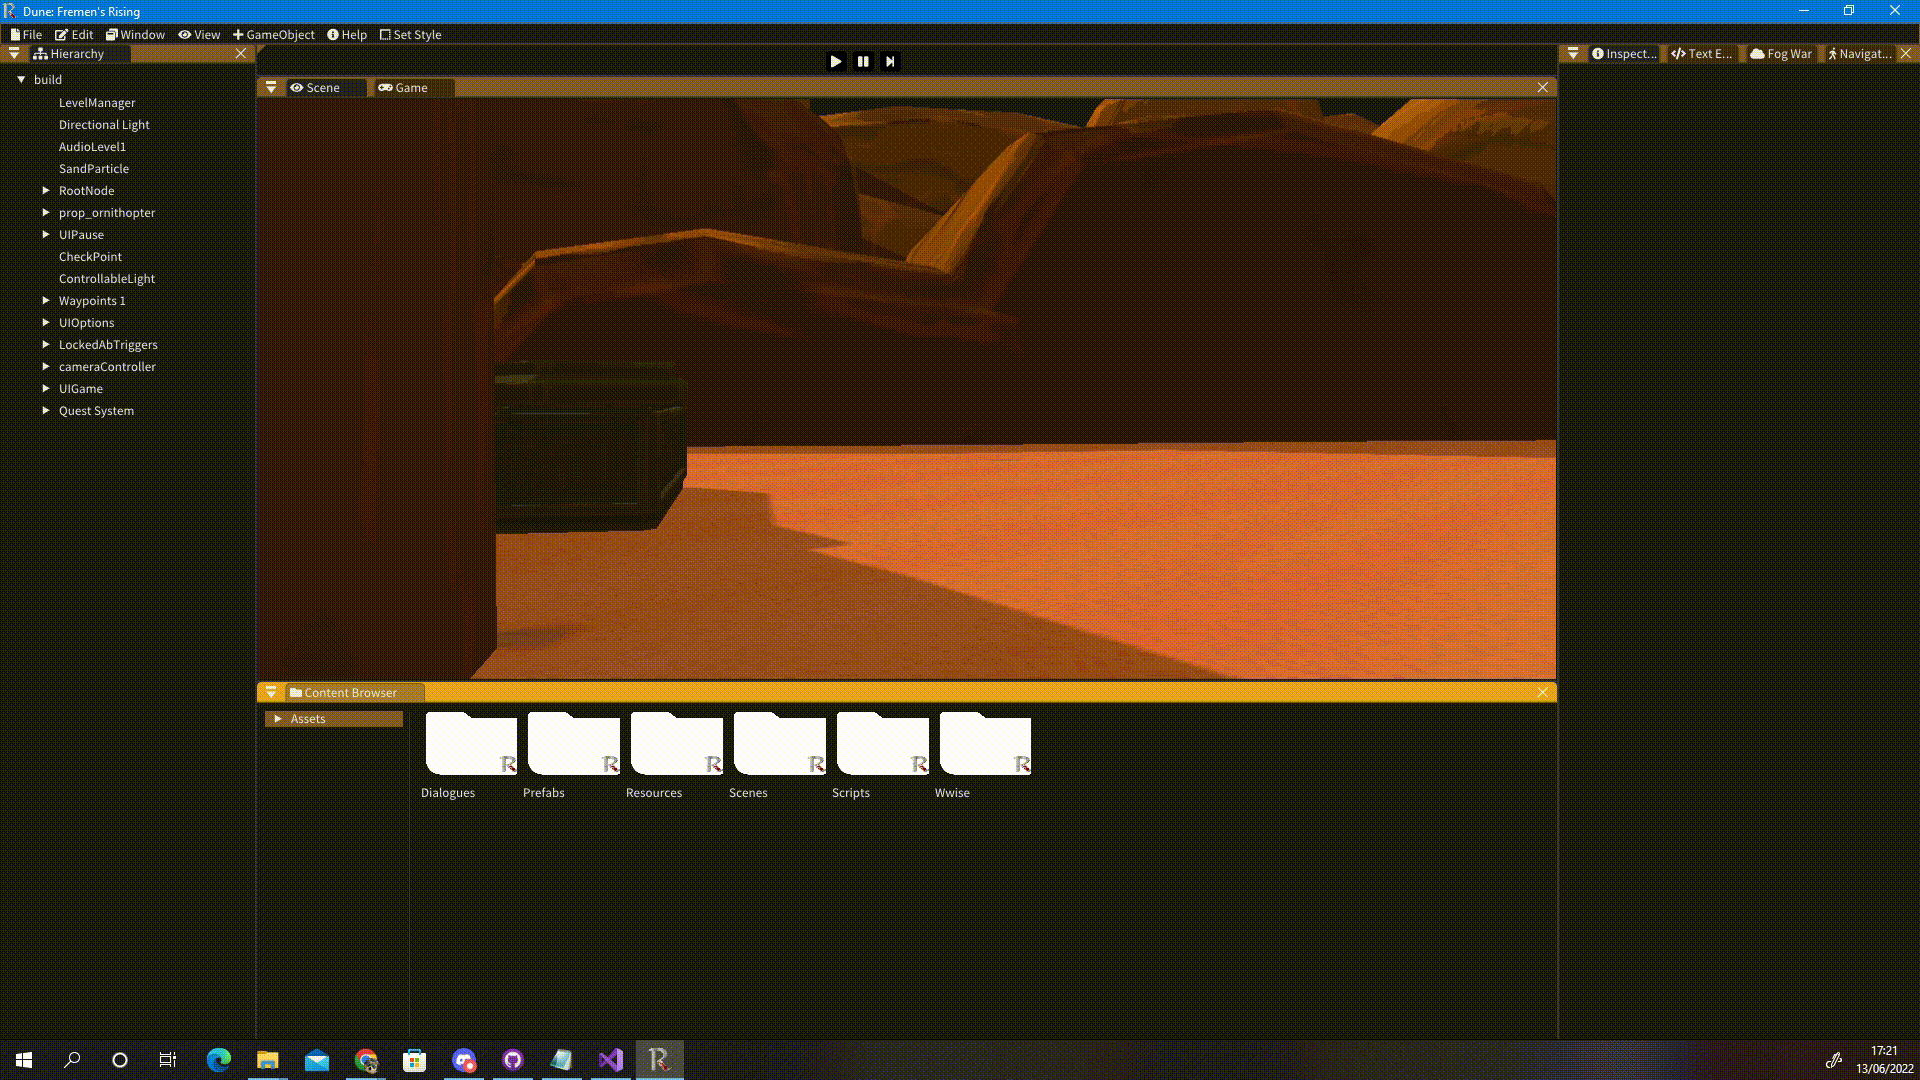 Dune: Fremen's Rising
File Edit Window View GameObject Help Set Style
Hierarchy
Inspect... Text E... Fog War Navigat...
Scene Game
build
LevelManager
Directional Light
AudioLevel1
SandParticle
RootNode
prop_ornithopter
UIPause
CheckPoint
ControllableLight
Waypoints 1
UIOptions
LockedAbTriggers
cameraController
UIGame
Quest System
Content Browser
Assets
Dialogues Prefabs Resources Scenes Scripts Wwise
17:21
13/06/2022